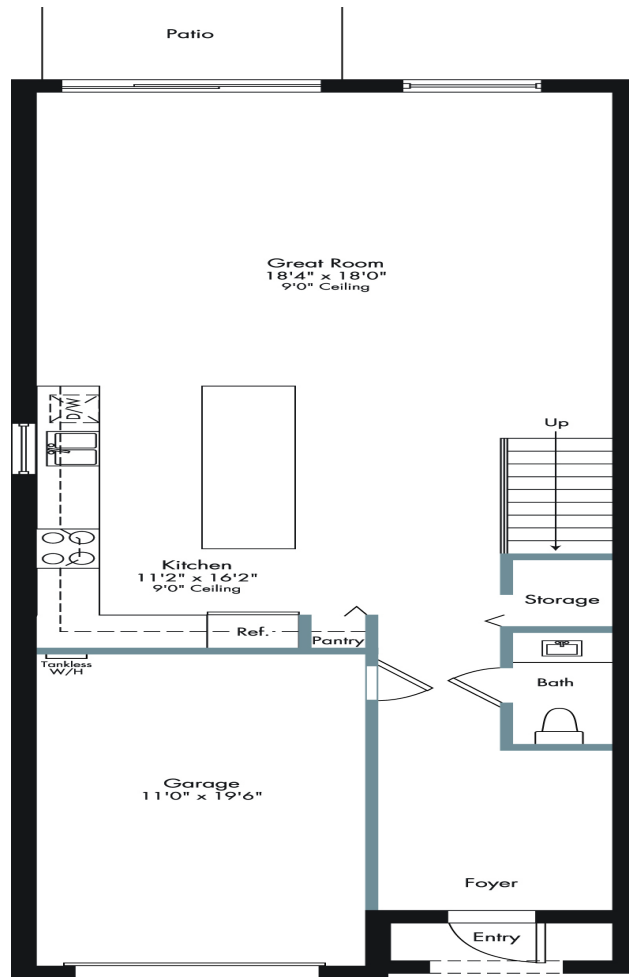 Patio
Great Room
18'4" x 18'0"
9'0" Ceiling
D/W
Up
Kitchen
11'2" x 16'2"
9'0" Ceiling
Storage
Ref.
Pantry
Tankless
W/H
Bath
Garage
11'0" x 19'6"
Foyer
Entry